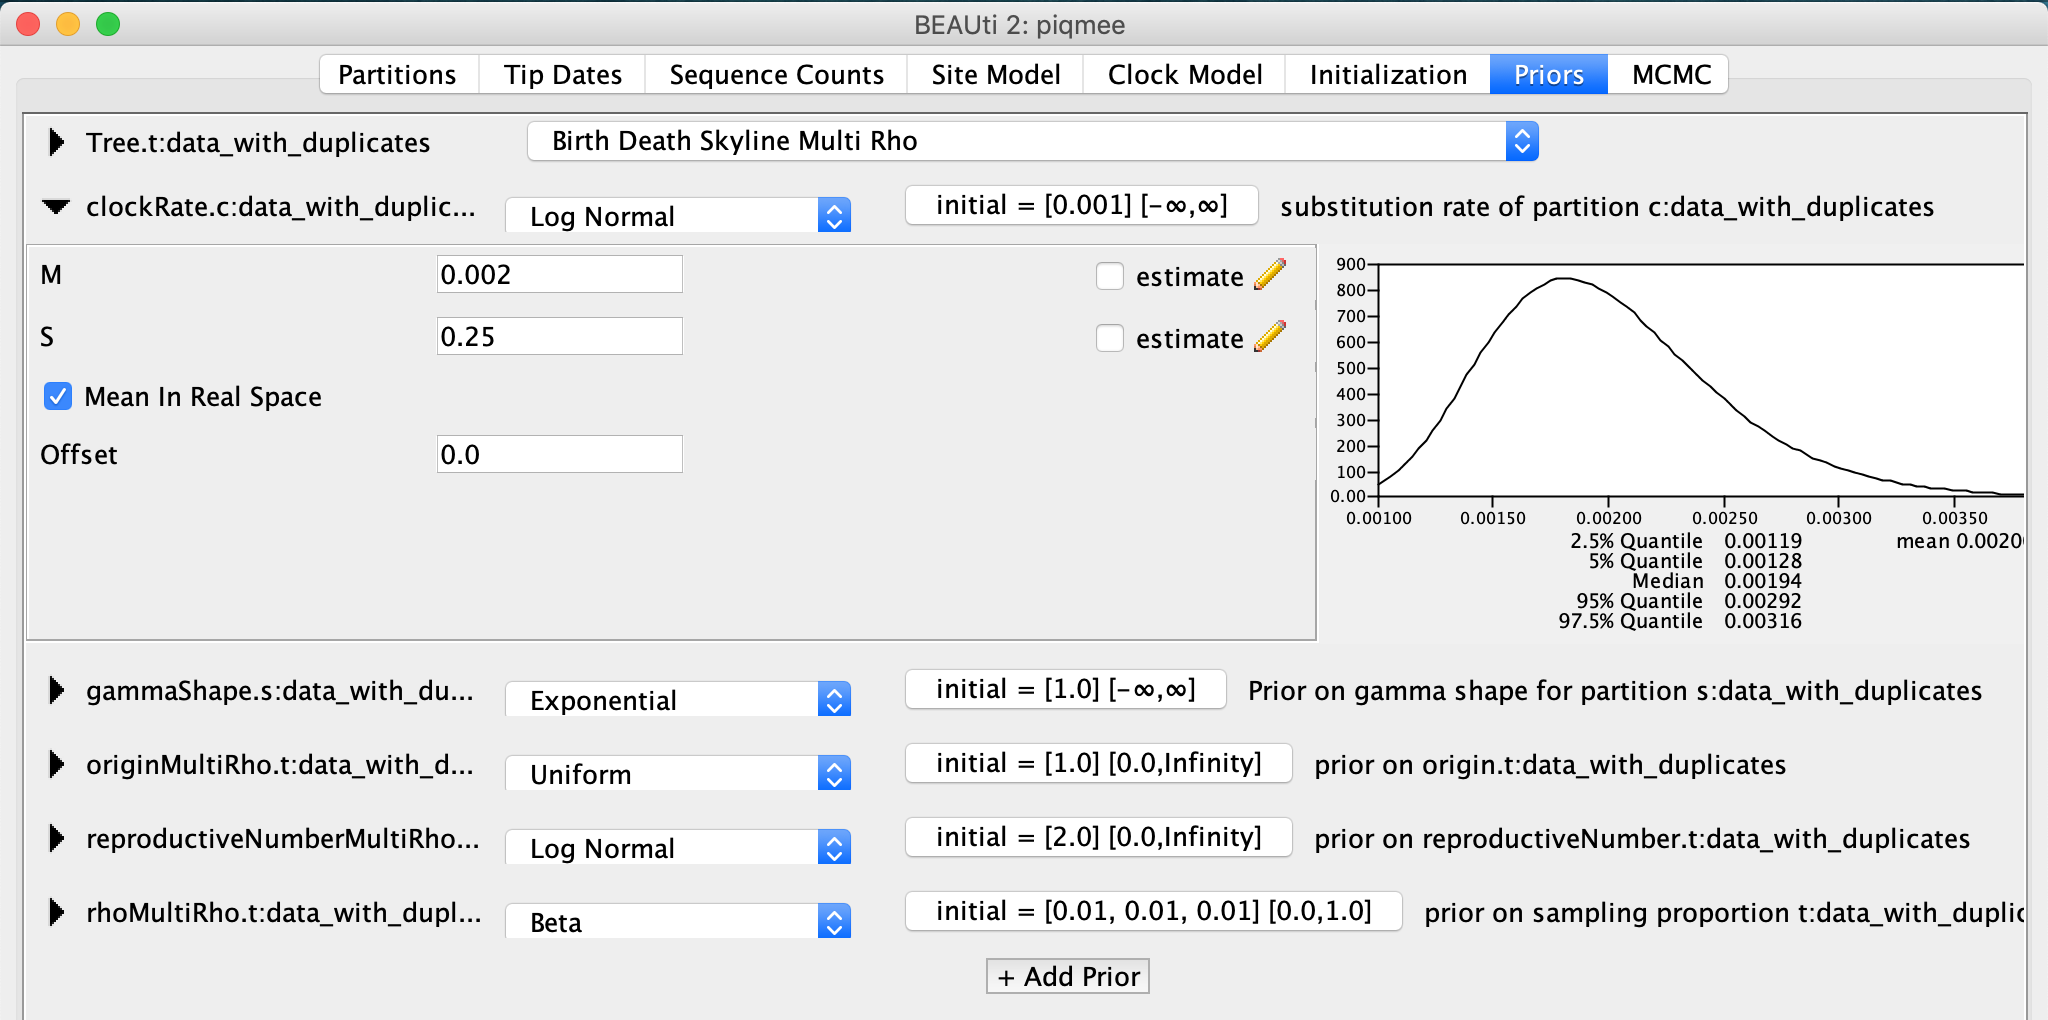 BEAUti 2: piqmee
Partitions Tip Dates Sequence Counts Site Model Clock Model Initialization Priors MCMC
Tree.t:data_with_duplicates Birth Death Skyline Multi Rho
clockRate.c:data_with_duplic... Log Normal initial = [0.001] [-∞,∞] substitution rate of partition c:data_with_duplicates
M 0.002 estimate
S 0.25 estimate
Mean In Real Space
Offset 0.0
900
800
700
600
500
400
300
200
100
0.00
0.00100 0.00150 0.00200 0.00250 0.00300 0.00350
2.5% Quantile 0.00119 mean 0.0020
5% Quantile 0.00128
Median 0.00194
95% Quantile 0.00292
97.5% Quantile 0.00316
gammaShape.s:data_with_du... Exponential initial = [1.0] [-∞,∞] Prior on gamma shape for partition s:data_with_duplicates
originMultiRho.t:data_with_d... Uniform initial = [1.0] [0.0,Infinity] prior on origin.t:data_with_duplicates
reproductiveNumberMultiRho... Log Normal initial = [2.0] [0.0,Infinity] prior on reproductiveNumber.t:data_with_duplicates
rhoMultiRho.t:data_with_dupl... Beta initial = [0.01, 0.01, 0.01] [0.0,1.0] prior on sampling proportion t:data_with_duplic
+ Add Prior